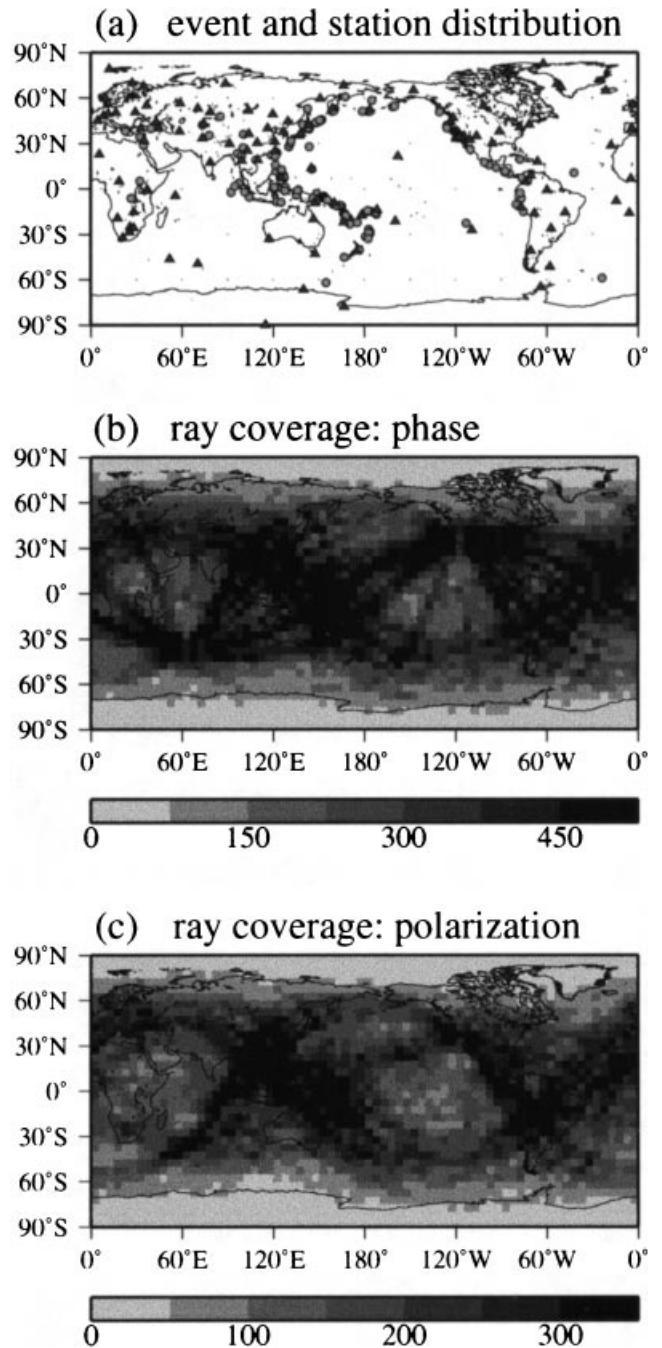 (a) event and station distribution
90˚N
60˚N
30˚N
0˚
30˚S
60˚S
90˚S
0˚ 60˚E 120˚E 180˚ 120˚W 60˚W 0˚
(b) ray coverage: phase
90˚N
60˚N
30˚N
0˚
30˚S
60˚S
90˚S
0˚ 60˚E 120˚E 180˚ 120˚W 60˚W 0˚
0 150 300 450
(c) ray coverage: polarization
90˚N
60˚N
30˚N
0˚
30˚S
60˚S
90˚S
0˚ 60˚E 120˚E 180˚ 120˚W 60˚W 0˚
0 100 200 300